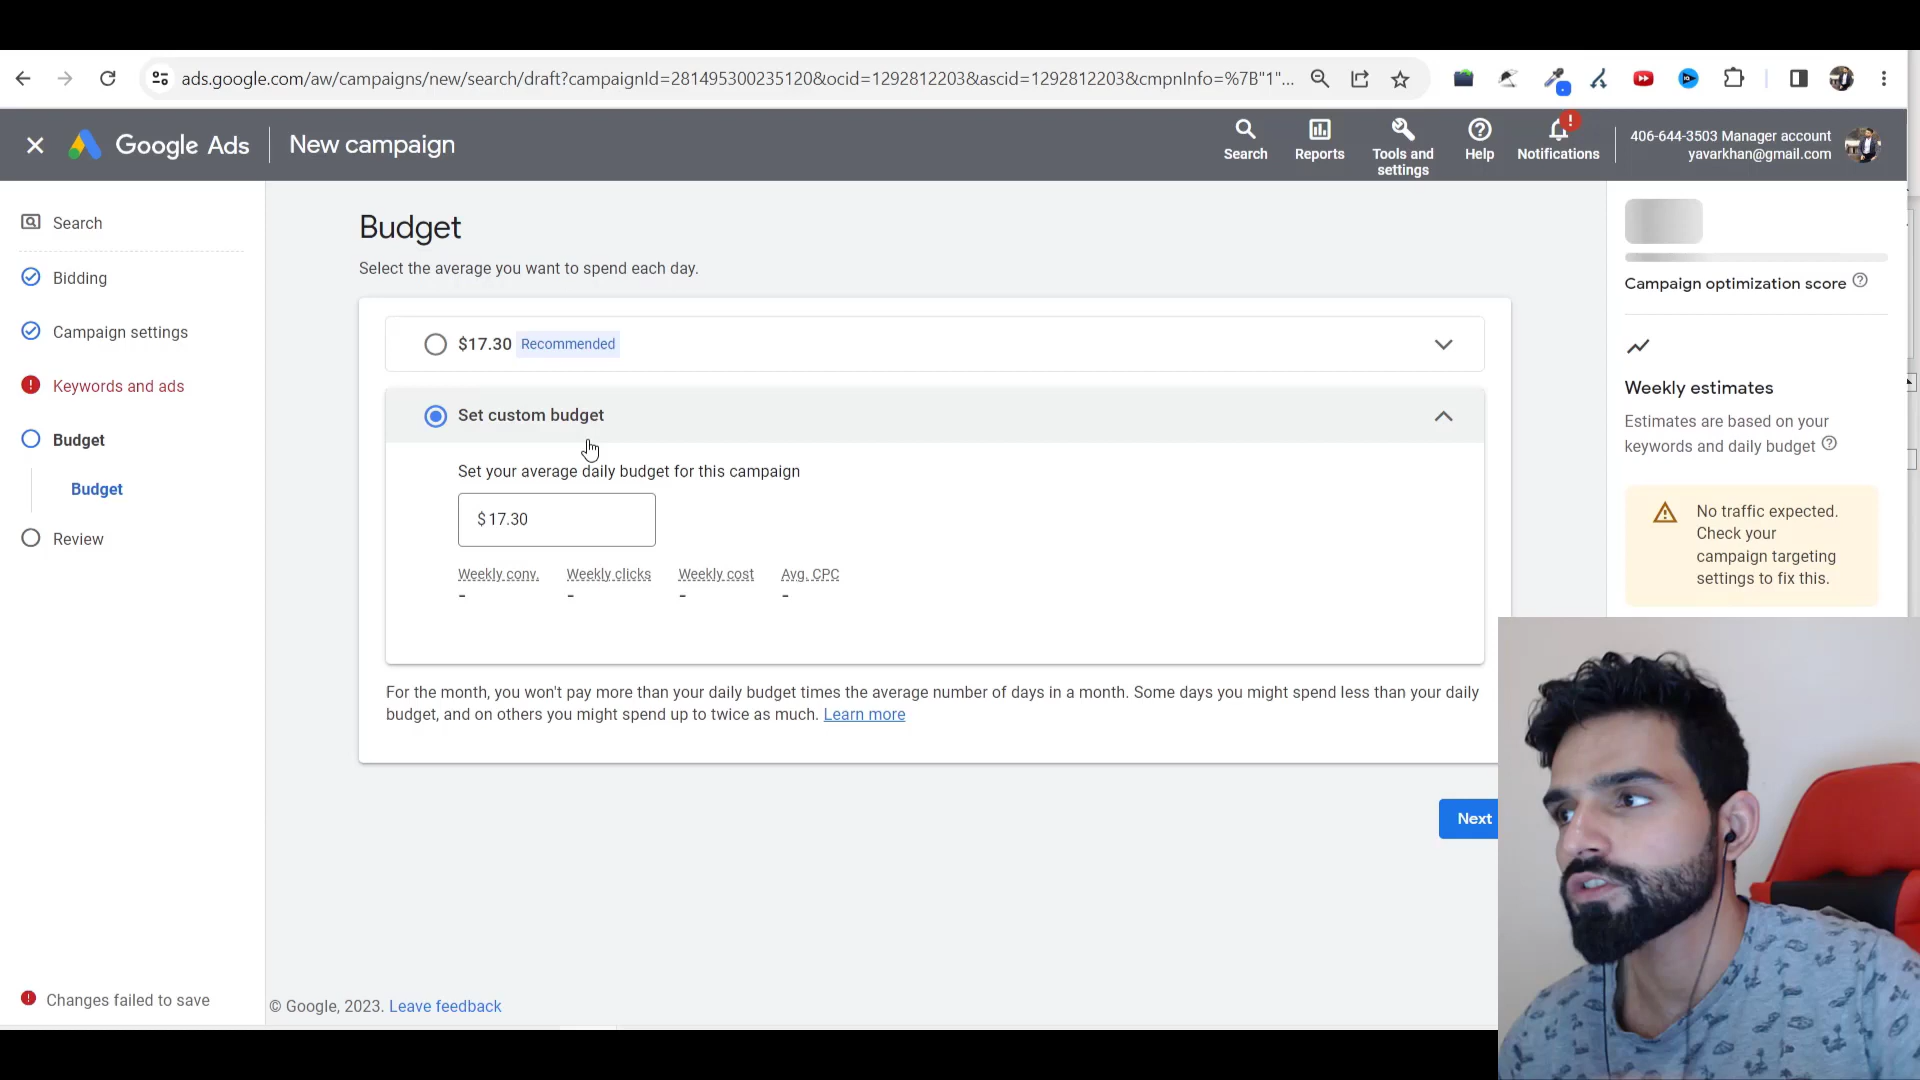 ads.google.com/aw/campaigns/new/search/draft?campaignId=281495300235120&ocid=1292812203&ascid=1292812203&cmpnInfo=%7B"1"...
Google Ads
New campaign
Search
Reports
Tools and
settings
Help
Notifications
406-644-3503 Manager account
yavarkhan@gmail.com
Search
Bidding
Campaign settings
Keywords and ads
Budget
Budget
Review
Changes failed to save
Budget
Select the average you want to spend each day.
$17.30 Recommended
Set custom budget
Set your average daily budget for this campaign
$ 17.30
Weekly conv. Weekly clicks Weekly cost Avg. CPC
- - - -
For the month, you won't pay more than your daily budget times the average number of days in a month. Some days you might spend less than your daily
budget, and on others you might spend up to twice as much. Learn more
Next
© Google, 2023. Leave feedback
Campaign optimization score
Weekly estimates
Estimates are based on your
keywords and daily budget
No traffic expected.
Check your
campaign targeting
settings to fix this.